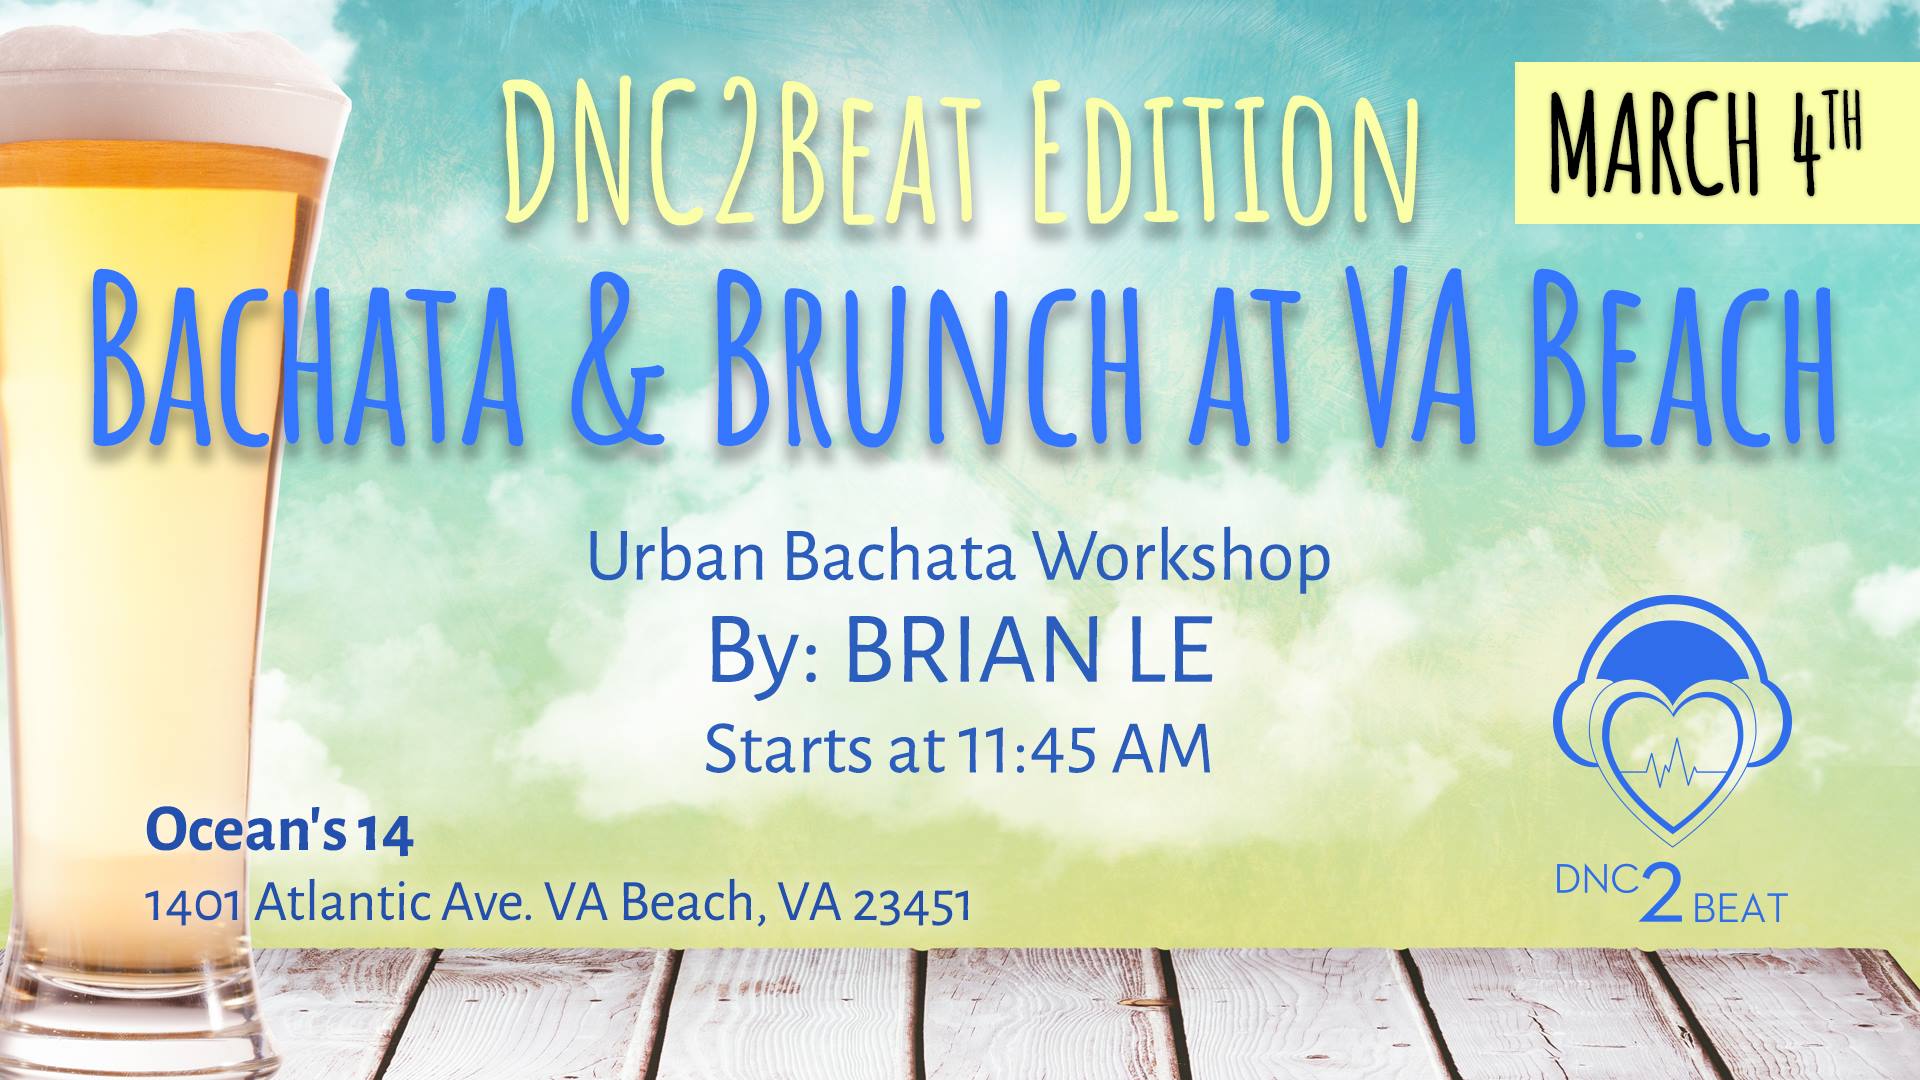 DNC2Beat Edition
MARCH 4TH
Bachata & Brunch at VA Beach
Urban Bachata Workshop
By: BRIAN LE
Starts at 11:45 AM
Ocean's 14
1401 Atlantic Ave. VA Beach, VA 23451
DNC2BEAT